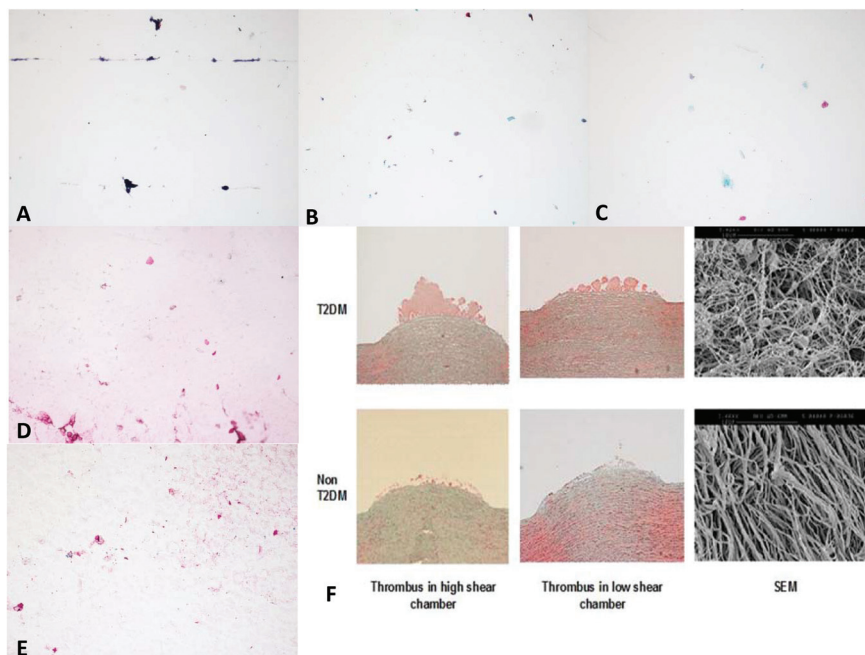 A
B
C
D
E
T2DM
Non
T2DM
F
Thrombus in high shear
chamber
Thrombus in low shear
chamber
SEM